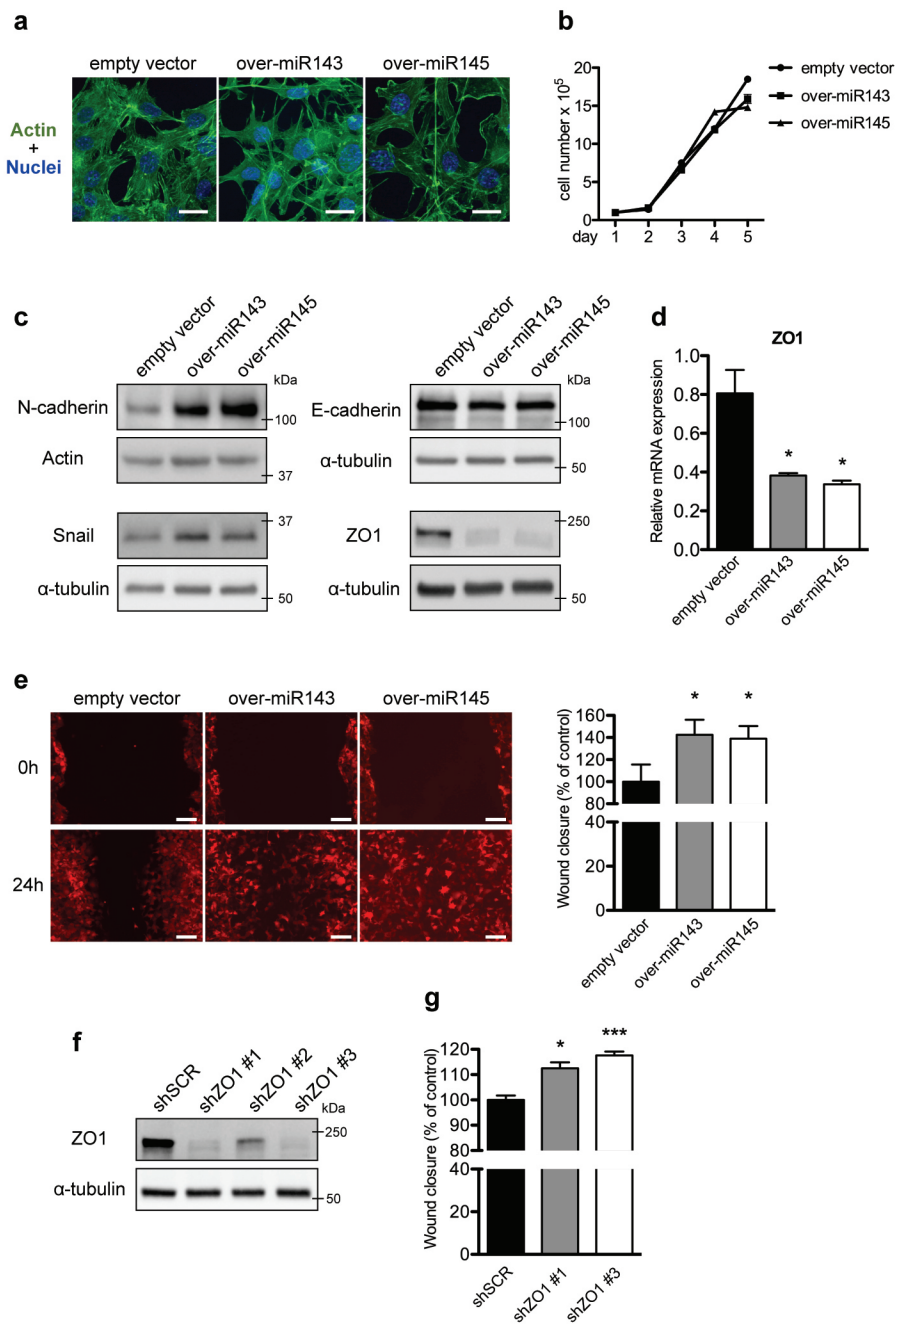 a
empty vector
over-miR143
over-miR145
Actin
+
Nuclei
b
cell number x 10⁵
20
15
10
5
0
day
1
2
3
4
5
empty vector
over-miR143
over-miR145
c
empty vector
over-miR143
over-miR145
kDa
N-cadherin
100
Actin
37
Snail
37
α-tubulin
50
empty vector
over-miR143
over-miR145
kDa
E-cadherin
100
α-tubulin
50
ZO1
250
α-tubulin
50
d
ZO1
Relative mRNA expression
1.0
0.8
0.6
0.4
0.2
0.0
*
*
empty vector
over-miR143
over-miR145
e
empty vector
over-miR143
over-miR145
0h
24h
Wound closure (% of control)
160
140
120
100
80
40
20
0
*
*
empty vector
over-miR143
over-miR145
f
shSCR
shZO1 #1
shZO1 #2
shZO1 #3
kDa
ZO1
250
α-tubulin
50
g
Wound closure (% of control)
120
110
100
90
80
40
20
0
*
***
shSCR
shZO1 #1
shZO1 #3